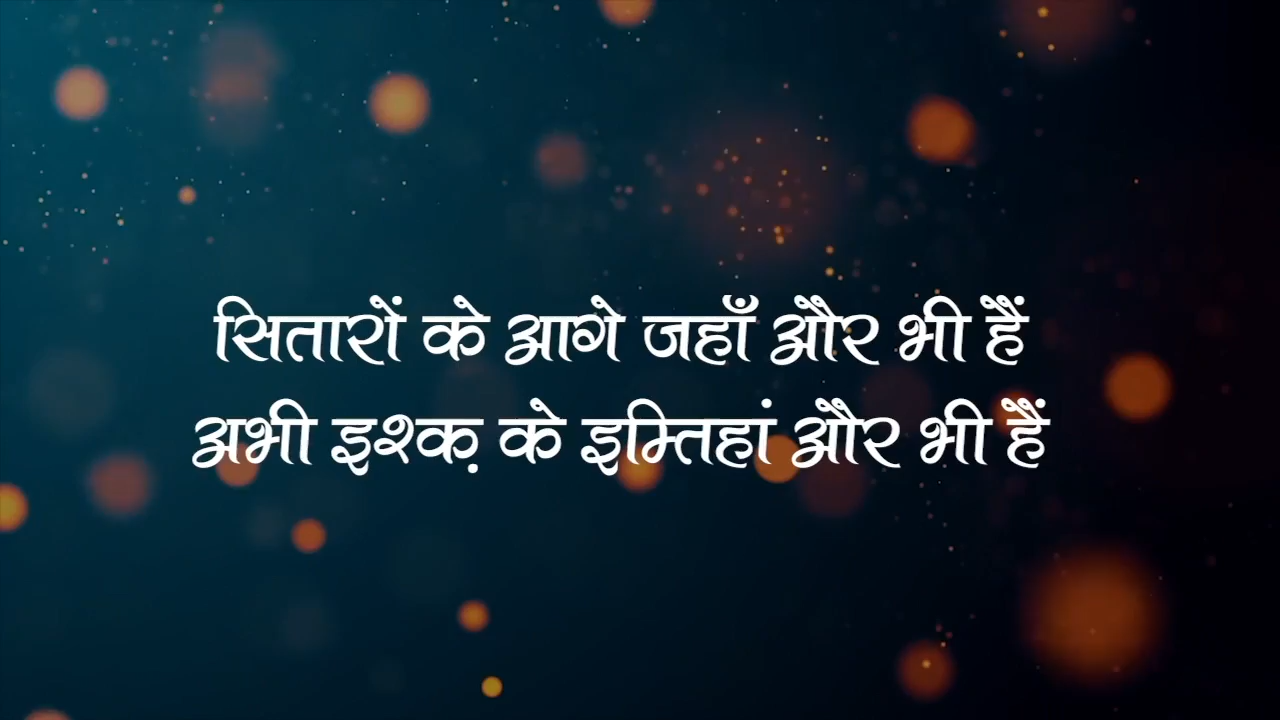 सितारों के आगे जहाँ और भी हैं
अभी इश्क़ के इम्तिहां और भी हैं